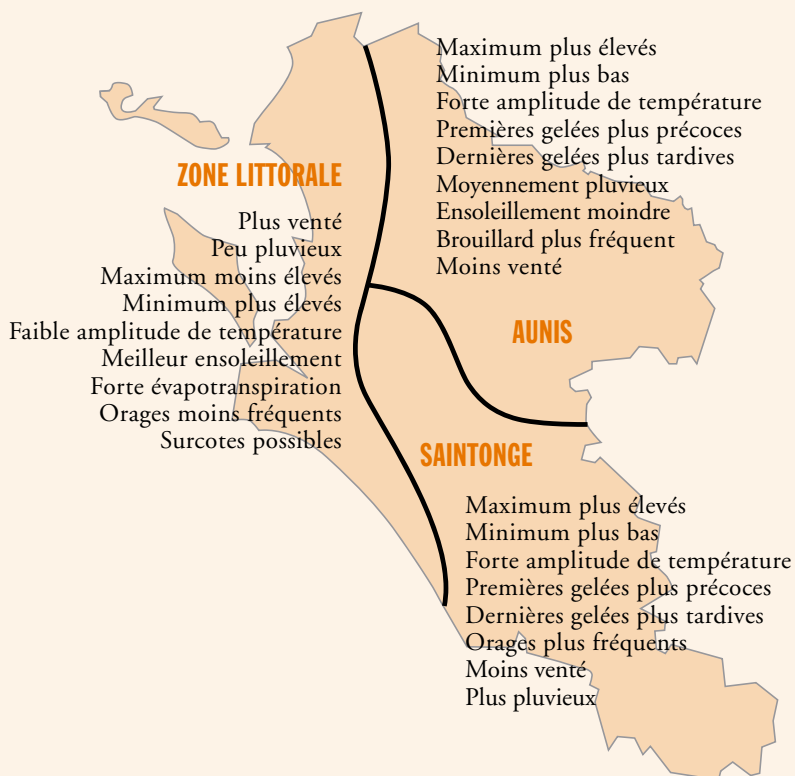 ZONE LITTORALE
Plus venté
Peu pluvieux
Maximum moins élevés
Minimum plus élevés
Faible amplitude de température
Meilleur ensoleillement
Forte évapotranspiration
Orages moins fréquents
Surcotes possibles
Maximum plus élevés
Minimum plus bas
Forte amplitude de température
Premières gelées plus précoces
Dernières gelées plus tardives
Moyennement pluvieux
Ensoleillement moindre
Brouillard plus fréquent
Moins venté
AUNIS
SAINTONGE
Maximum plus élevés
Minimum plus bas
Forte amplitude de température
Premières gelées plus précoces
Dernières gelées plus tardives
Orages plus fréquents
Moins venté
Plus pluvieux